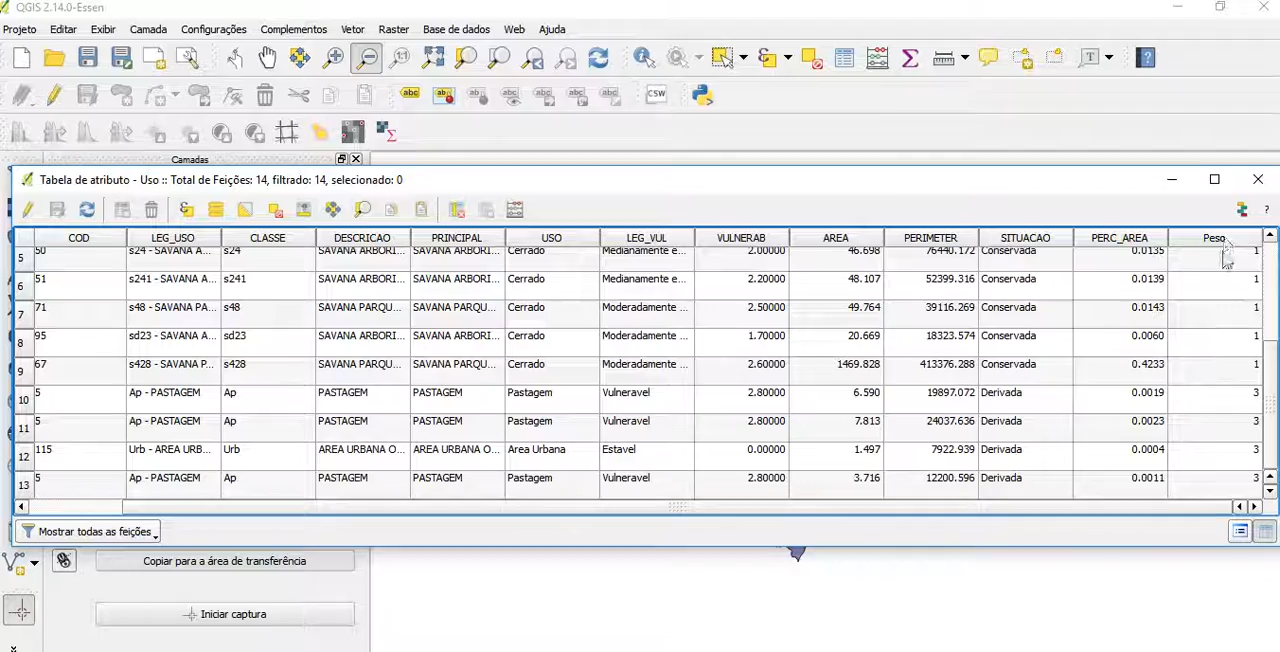 QGIS 2.14.0-Essen
Projeto Editar Exibir Camada Configurações Complementos Vetor Raster Base de dados Web Ajuda
abc abc CSW
Camadas
Tabela de atributo - Uso :: Total de Feições: 14, filtrado: 14, selecionado: 0
COD LEG_USO CLASSE DESCRICAO PRINCIPAL USO LEG_VUL VULNERAB AREA PERIMETER SITUACAO PERC_AREA Peso
5 50 s24 - SAVANA A... s24 SAVANA ARBORI... SAVANA ARBORI... Cerrado Medianamente e... 2.00000 46.698 76440.172 Conservada 0.0135 1
6 51 s241 - SAVANA A... s241 SAVANA ARBORI... SAVANA ARBORI... Cerrado Medianamente e... 2.20000 48.107 52399.316 Conservada 0.0139 1
7 71 s48 - SAVANA PA... s48 SAVANA PARQU... SAVANA PARQU... Cerrado Moderadamente ... 2.50000 49.764 39116.269 Conservada 0.0143 1
8 95 sd23 - SAVANA A... sd23 SAVANA ARBORI... SAVANA ARBORI... Cerrado Moderadamente ... 1.70000 20.669 18323.574 Conservada 0.0060 1
9 67 s428 - SAVANA P... s428 SAVANA PARQU... SAVANA PARQU... Cerrado Moderadamente ... 2.60000 1469.828 413376.288 Conservada 0.4233 1
10 5 Ap - PASTAGEM Ap PASTAGEM PASTAGEM Pastagem Vulneravel 2.80000 6.590 19897.072 Derivada 0.0019 3
11 5 Ap - PASTAGEM Ap PASTAGEM PASTAGEM Pastagem Vulneravel 2.80000 7.813 24037.636 Derivada 0.0023 3
12 115 Urb - AREA URB... Urb AREA URBANA O... AREA URBANA O... Area Urbana Estavel 0.00000 1.497 7922.939 Derivada 0.0004 3
13 5 Ap - PASTAGEM Ap PASTAGEM PASTAGEM Pastagem Vulneravel 2.80000 3.716 12200.596 Derivada 0.0011 3
Mostrar todas as feições
Copiar para a área de transferência
Iniciar captura